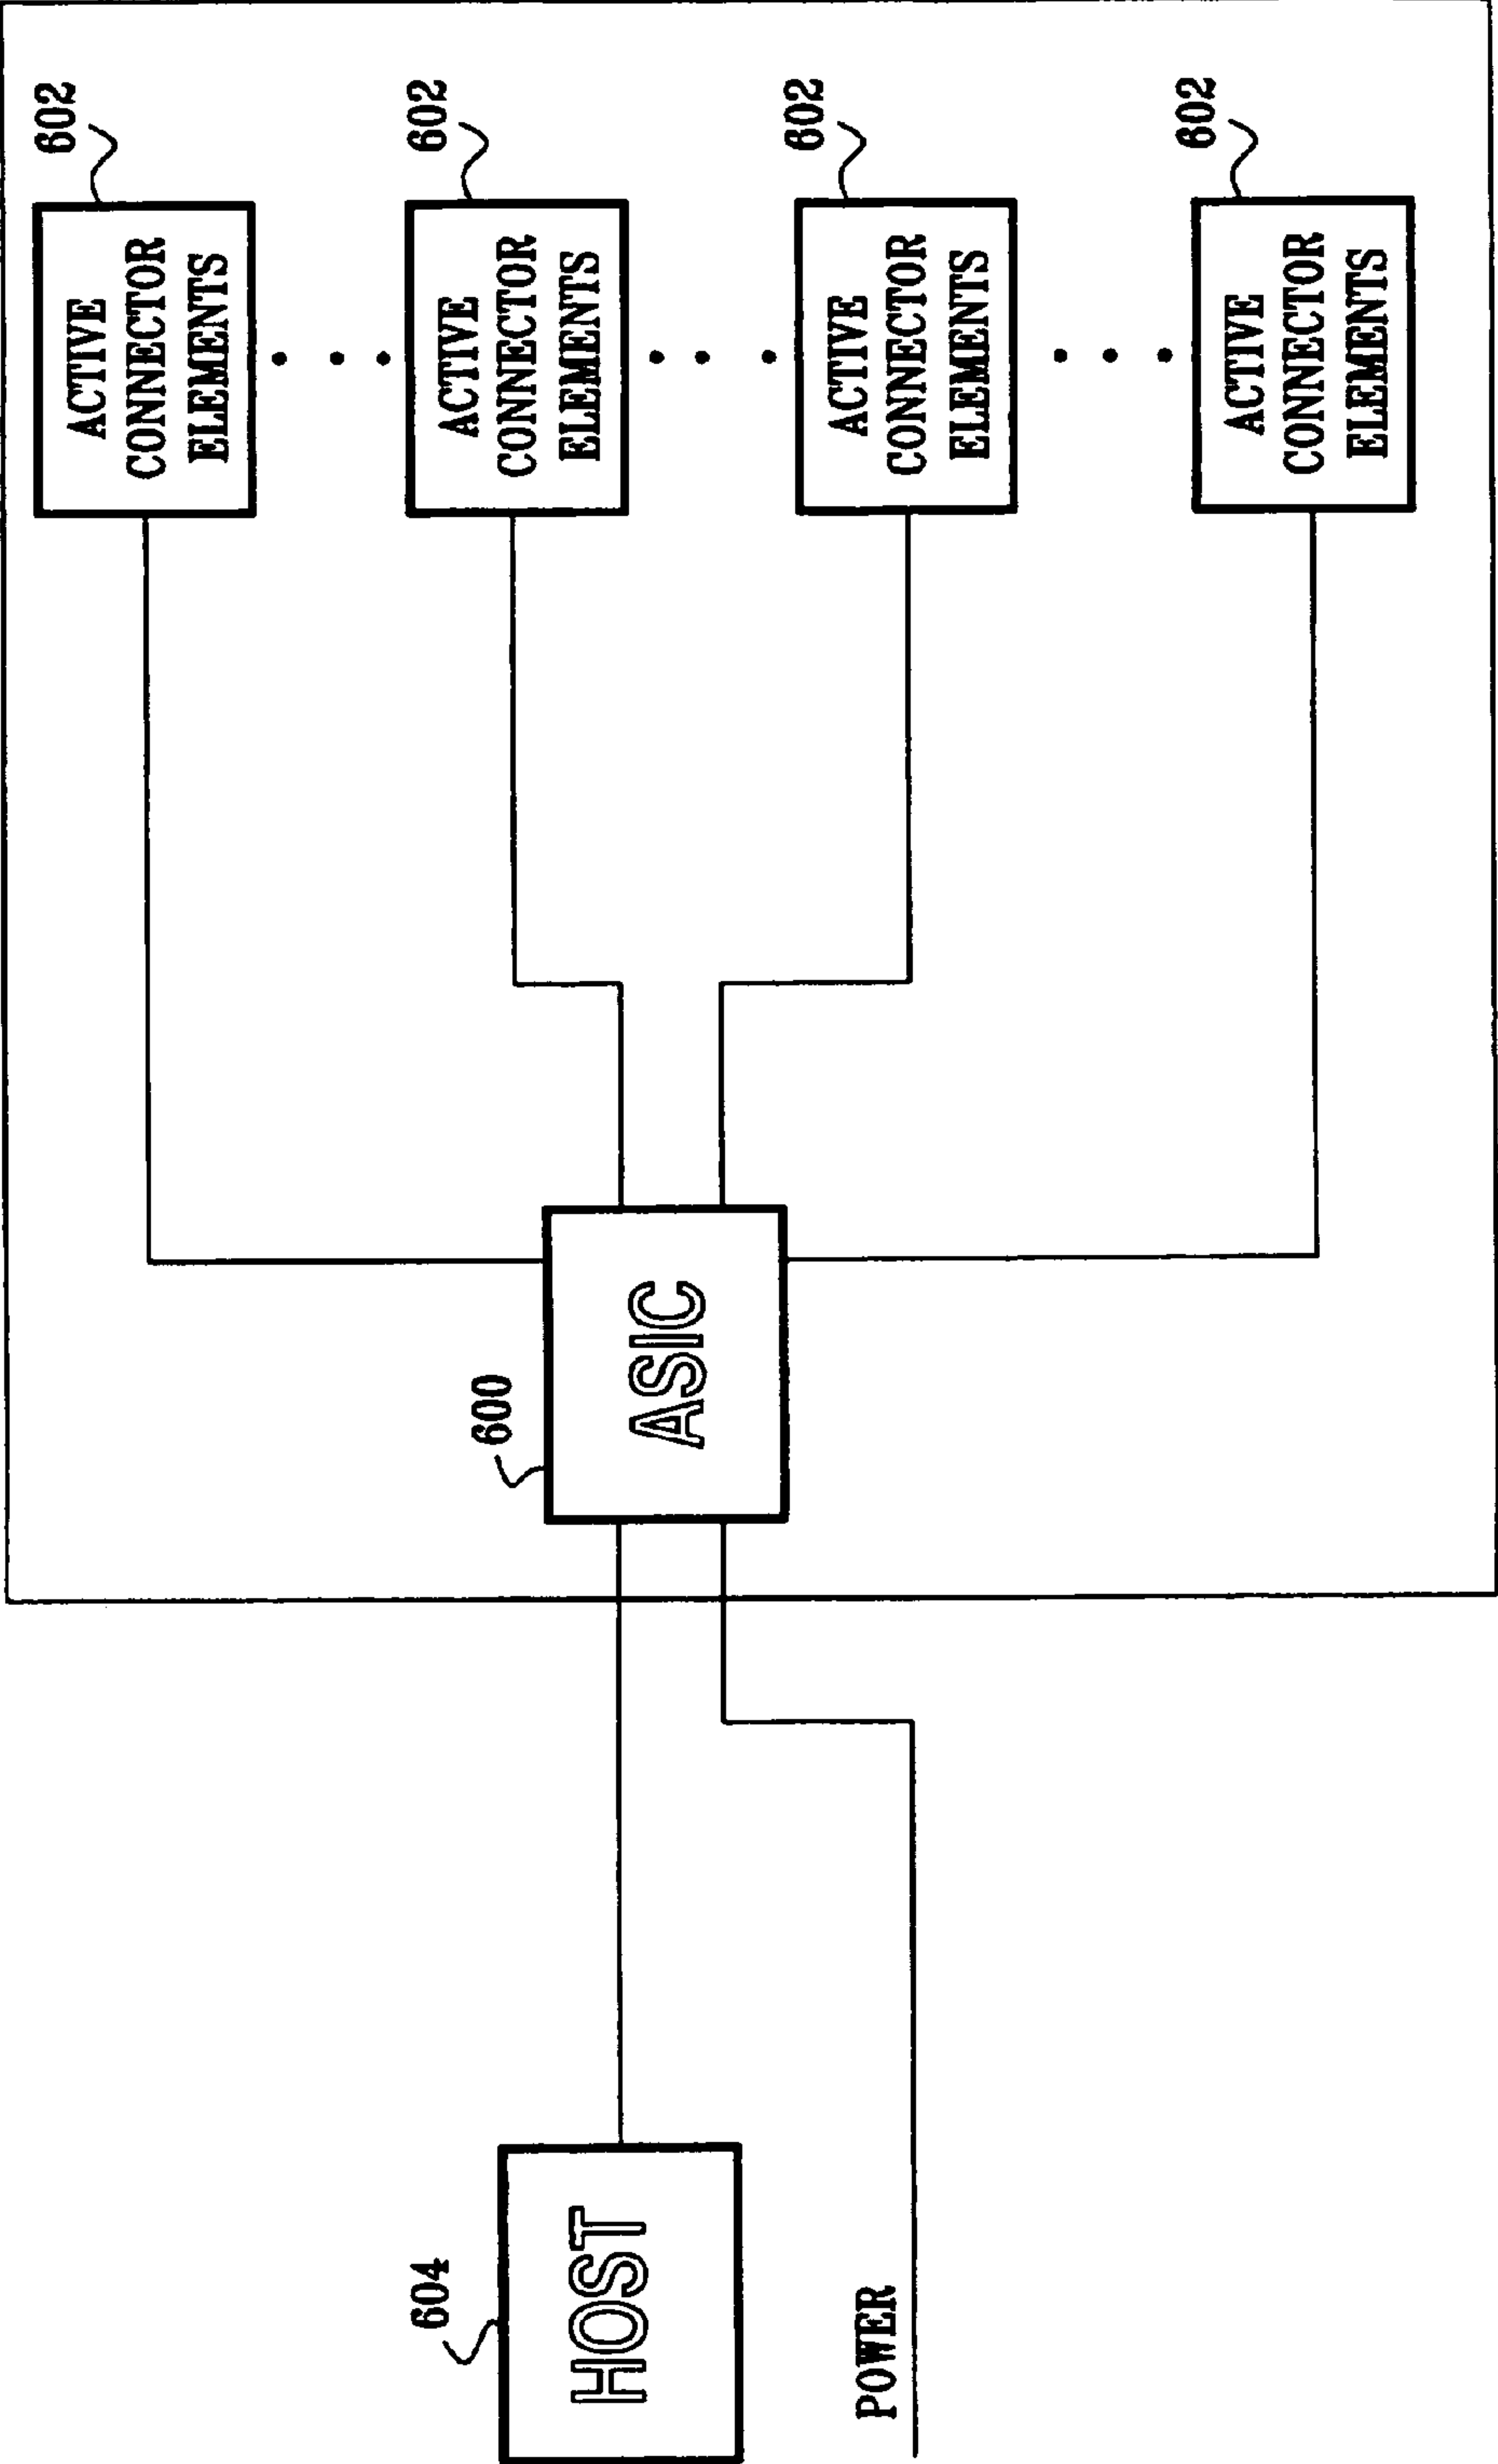 602
ACTIVE
CONNECTOR
ELEMENTS
602
ACTIVE
CONNECTOR
ELEMENTS
602
ACTIVE
CONNECTOR
ELEMENTS
602
ACTIVE
CONNECTOR
ELEMENTS
600
ASIC
604
HOST
POWER